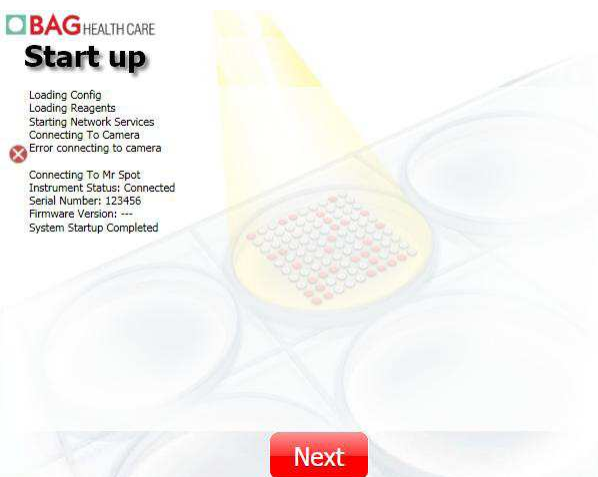 BAG HEALTH CARE
Start up
Loading Config
Loading Reagents
Starting Network Services
Connecting To Camera
Error connecting to camera
Connecting To Mr Spot
Instrument Status: Connected
Serial Number: 123456
Firmware Version: ---
System Startup Completed
Next